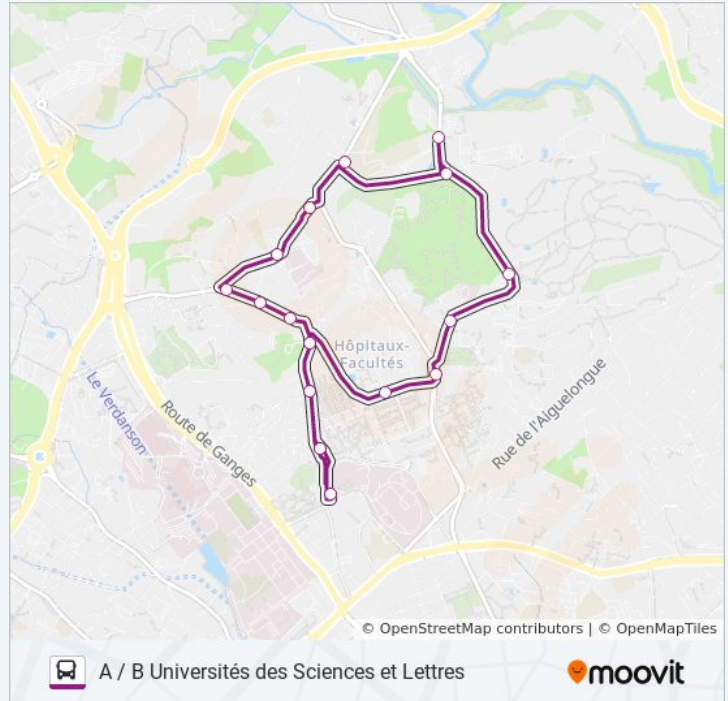 Hôpitaux-
Facultés
Le Verdanson
Route de Ganges
Rue de l'Aiguelongue
© OpenStreetMap contributors | © OpenMapTiles
A / B Universités des Sciences et Lettres
moovit